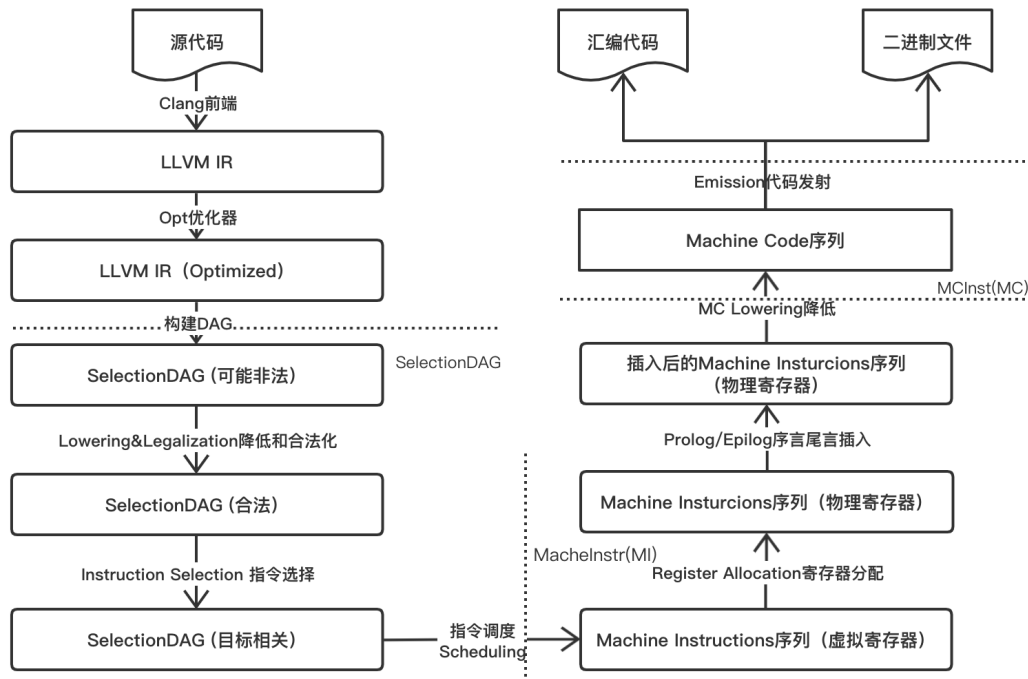 源代码
Clang前端
LLVM IR
Opt优化器
LLVM IR（Optimized）
构建DAG
SelectionDAG
SelectionDAG (可能非法)
Lowering&Legalization降低和合法化
SelectionDAG (合法)
Instruction Selection 指令选择
SelectionDAG (目标相关)
指令调度
Scheduling
Machine Instructions序列（虚拟寄存器）
Register Allocation寄存器分配
MacheInstr(MI)
Machine Insturcions序列（物理寄存器）
Prolog/Epilog序言尾言插入
插入后的Machine Insturcions序列
（物理寄存器）
MC Lowering降低
MCInst(MC)
Machine Code序列
Emission代码发射
汇编代码
二进制文件